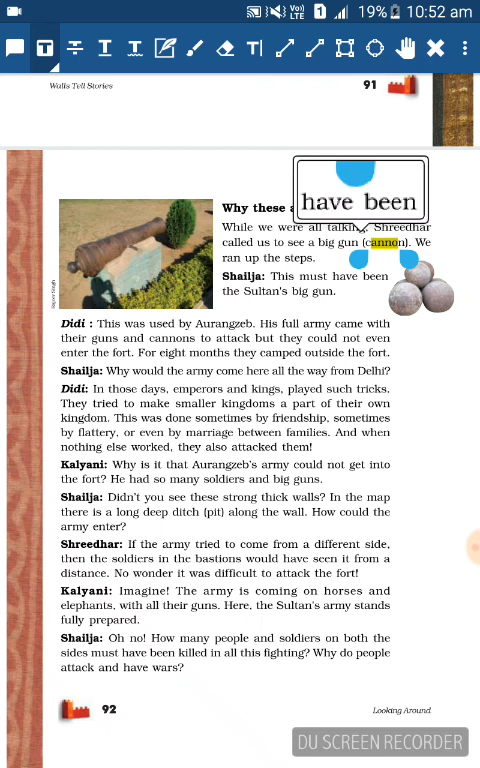 Vo))
LTE
1
19%
10:52 am
T
T
T
T
T
Walls Tell Stories
91
have been
Why these
While we were all talking, Shreedhar
called us to see a big gun (cannon). We
ran up the steps.
Shailja: This must have been
the Sultan's big gun.
Didi : This was used by Aurangzeb. His full army came with
their guns and cannons to attack but they could not even
enter the fort. For eight months they camped outside the fort.
Shailja: Why would the army come here all the way from Delhi?
Didi: In those days, emperors and kings, played such tricks.
They tried to make smaller kingdoms a part of their own
kingdom. This was done sometimes by friendship, sometimes
by flattery, or even by marriage between families. And when
nothing else worked, they also attacked them!
Kalyani: Why is it that Aurangzeb's army could not get into
the fort? He had so many soldiers and big guns.
Shailja: Didn't you see these strong thick walls? In the map
there is a long deep ditch (pit) along the wall. How could the
army enter?
Shreedhar: If the army tried to come from a different side,
then the soldiers in the bastions would have seen it from a
distance. No wonder it was difficult to attack the fort!
Kalyani: Imagine! The army is coming on horses and
elephants, with all their guns. Here, the Sultan's army stands
fully prepared.
Shailja: Oh no! How many people and soldiers on both the
sides must have been killed in all this fighting? Why do people
attack and have wars?
92
Looking Around
DU SCREEN RECORDER